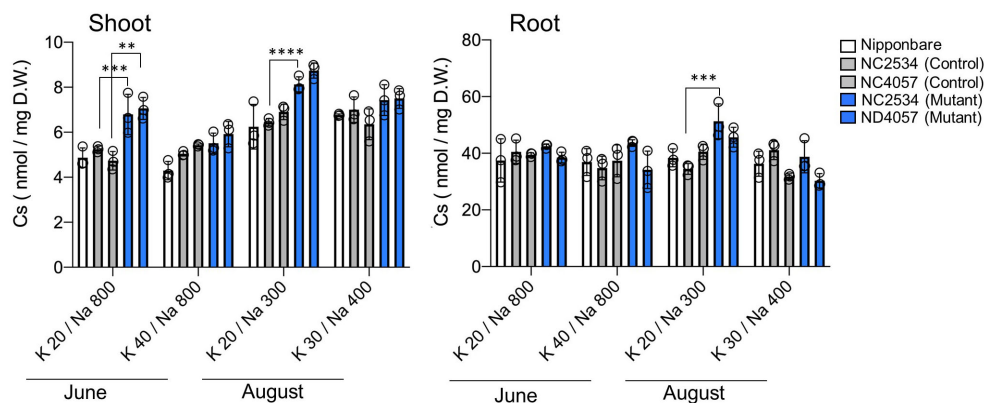 Shoot
Cs ( nmol / mg D.W.)
10
8
6
4
2
0
***
**
****
K 20 / Na 800
K 40 / Na 800
K 20 / Na 300
K 30 / Na 400
June
August
Root
Cs ( nmol / mg D.W.)
80
60
40
20
0
***
K 20 / Na 800
K 40 / Na 800
K 20 / Na 300
K 30 / Na 400
June
August
Nipponbare
NC2534 (Control)
NC4057 (Control)
NC2534 (Mutant)
ND4057 (Mutant)